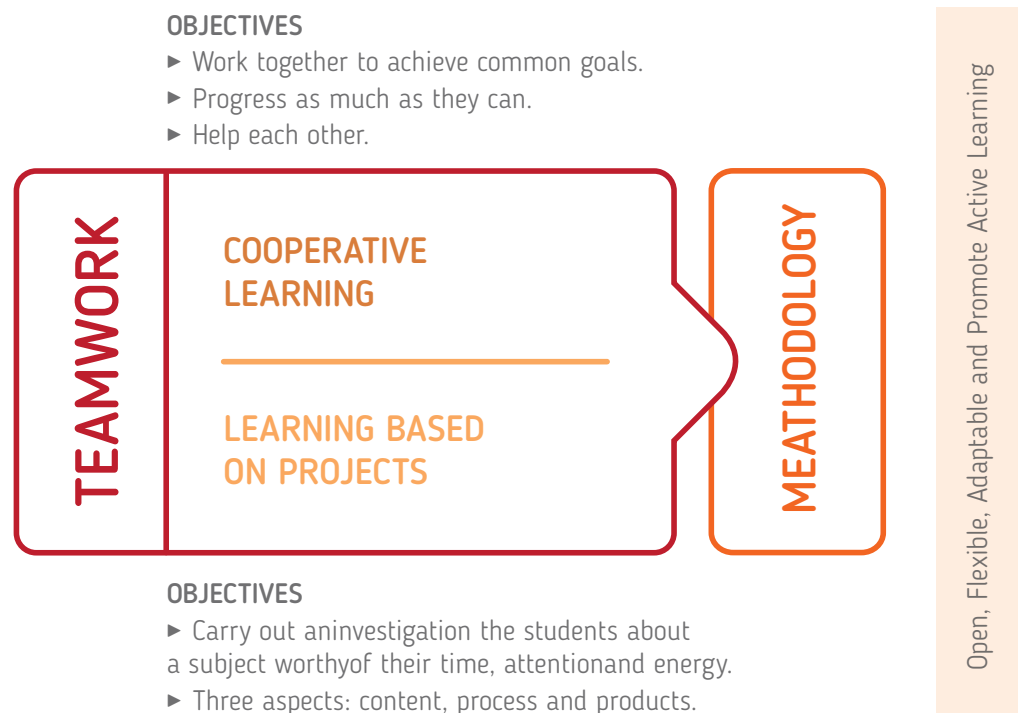 OBJECTIVES
► Work together to achieve common goals.
► Progress as much as they can.
► Help each other.
TEAMWORK
COOPERATIVE
LEARNING
LEARNING BASED
ON PROJECTS
MEATHODOLOGY
OBJECTIVES
► Carry out aninvestigation the students about
a subject worthyof their time, attentionand energy.
► Three aspects: content, process and products.
Open, Flexible, Adaptable and Promote Active Learning